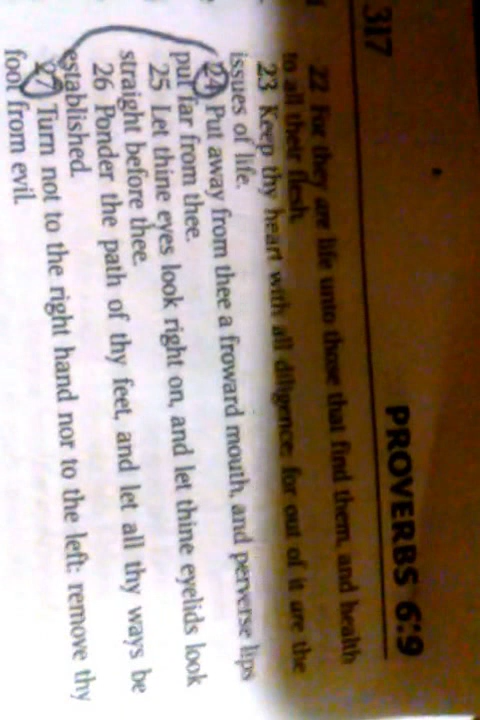 317 PROVERBS 6:9
22 For they are life unto those that find them, and health
to all their flesh.
23 Keep thy heart with all diligence; for out of it are the
issues of life.
24 Put away from thee a froward mouth, and perverse lips
put far from thee.
25 Let thine eyes look right on, and let thine eyelids look
straight before thee.
26 Ponder the path of thy feet, and let all thy ways be
established.
27 Turn not to the right hand nor to the left: remove thy
foot from evil.